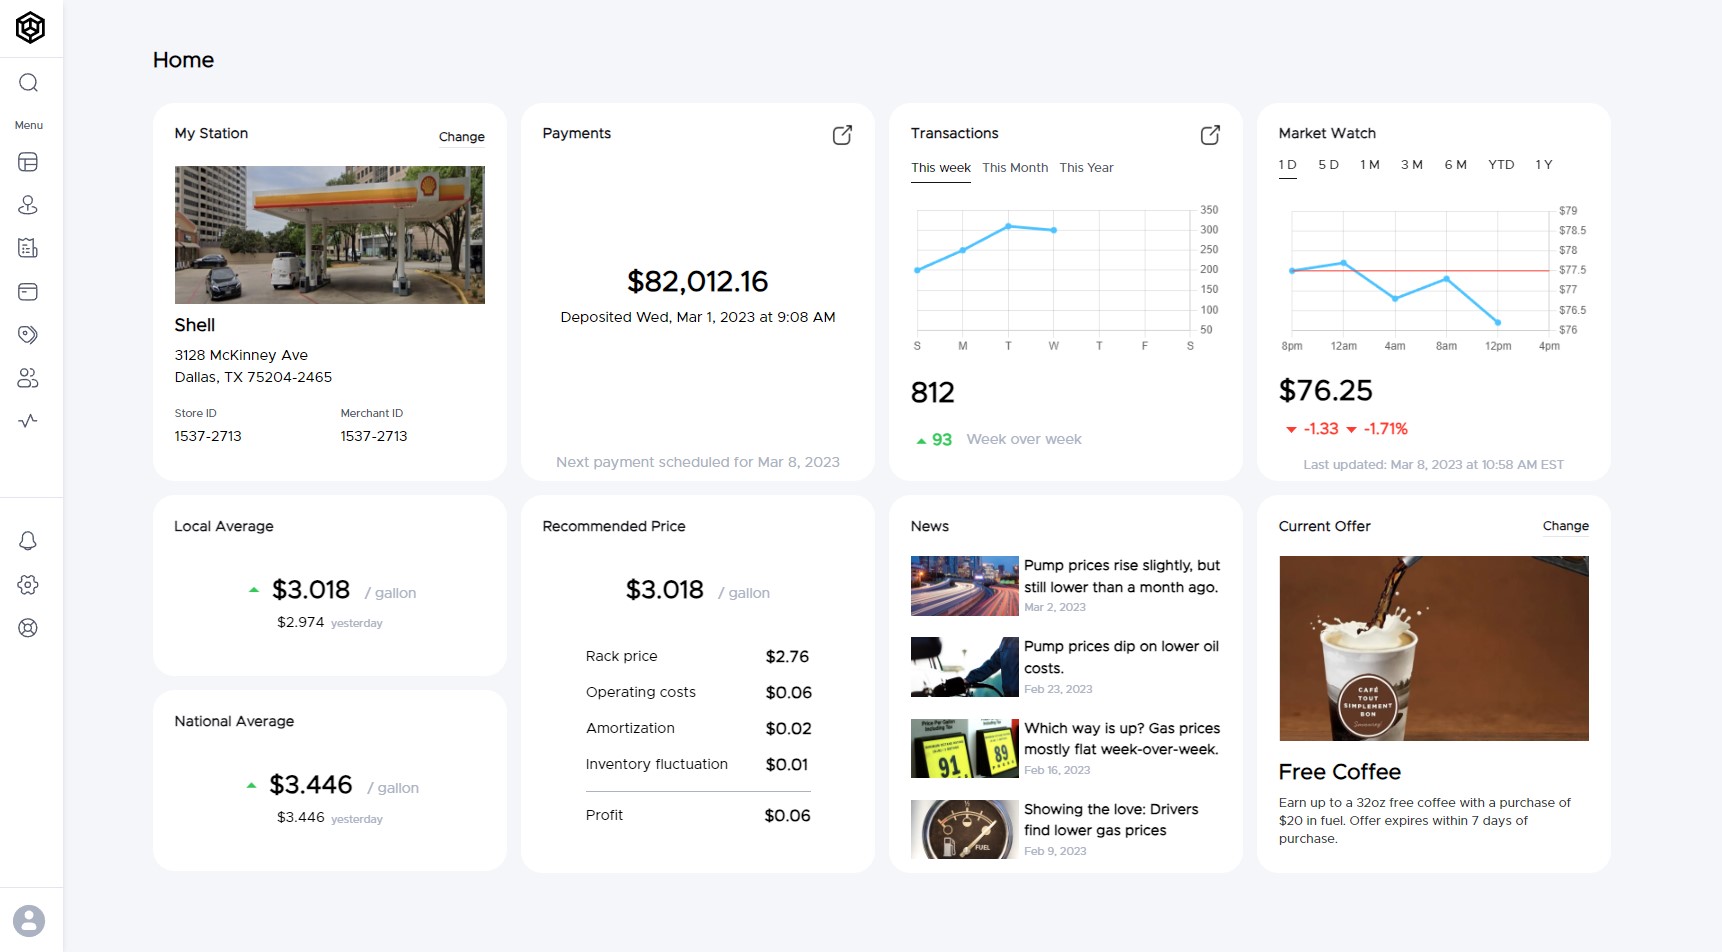 Home
Menu
My Station
Change
Shell
3128 McKinney Ave
Dallas, TX 75204-2465
Store ID
Merchant ID
1537-2713
1537-2713
Payments
$82,012.16
Deposited Wed, Mar 1, 2023 at 9:08 AM
Next payment scheduled for Mar 8, 2023
Transactions
This week This Month This Year
350
300
250
200
150
100
50
S M T W T F S
812
93 Week over week
Market Watch
1 D 5 D 1 M 3 M 6 M YTD 1 Y
$79
$78.5
$78
$77.5
$77
$76.5
$76
8pm 12am 4am 8am 12pm 4pm
$76.25
-1.33 -1.71%
Last updated: Mar 8, 2023 at 10:58 AM EST
Local Average
$3.018 / gallon
$2.974 yesterday
National Average
$3.446 / gallon
$3.446 yesterday
Recommended Price
$3.018 / gallon
Rack price $2.76
Operating costs $0.06
Amortization $0.02
Inventory fluctuation $0.01
Profit $0.06
News
Pump prices rise slightly, but
still lower than a month ago.
Mar 2, 2023
Pump prices dip on lower oil
costs.
Feb 23, 2023
91
89
Which way is up? Gas prices
mostly flat week-over-week.
Feb 16, 2023
FUEL
Showing the love: Drivers
find lower gas prices
Feb 9, 2023
Current Offer
Change
CAFÉ
TOUT
SIMPLEMENT
BON
Free Coffee
Earn up to a 32oz free coffee with a purchase of
$20 in fuel. Offer expires within 7 days of
purchase.